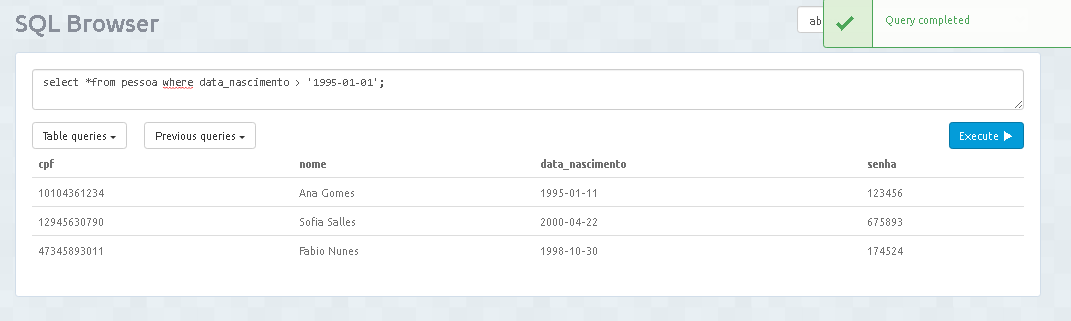 SQL Browser
ab
Query completed
select *from pessoa where data_nascimento > '1995-01-01';
Table queries
Previous queries
Execute
cpf nome data_nascimento senha
10104361234 Ana Gomes 1995-01-11 123456
12945630790 Sofia Salles 2000-04-22 675893
47345893011 Fabio Nunes 1998-10-30 174524